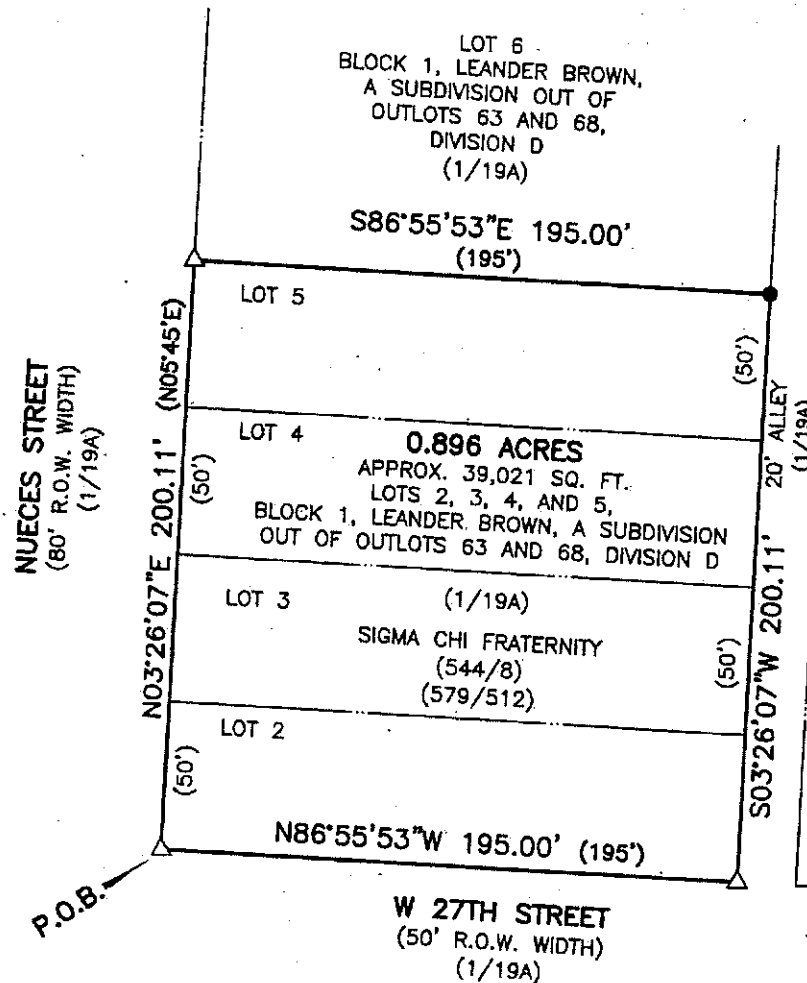 LOT 6
BLOCK 1, LEANDER BROWN,
A SUBDIVISION OUT OF
OUTLOTS 63 AND 68,
DIVISION D
(1/19A)
S86°55'53"E 195.00'
(195')
LOT 5
(N05°45'E)
(50')
NUECES STREET
(80' R.O.W. WIDTH)
(1/19A)
N03°26'07"E 200.11'
20' ALLEY
(1/19A)
LOT 4
(50')
0.896 ACRES
APPROX. 39,021 SQ. FT.
LOTS 2, 3, 4, AND 5,
BLOCK 1, LEANDER BROWN, A SUBDIVISION
OUT OF OUTLOTS 63 AND 68, DIVISION D
(1/19A)
LOT 3
SIGMA CHI FRATERNITY
(544/8)
(579/512)
(50')
S03°26'07"W 200.11'
LOT 2
(50')
N86°55'53"W 195.00' (195')
P.O.B.
W 27TH STREET
(50' R.O.W. WIDTH)
(1/19A)